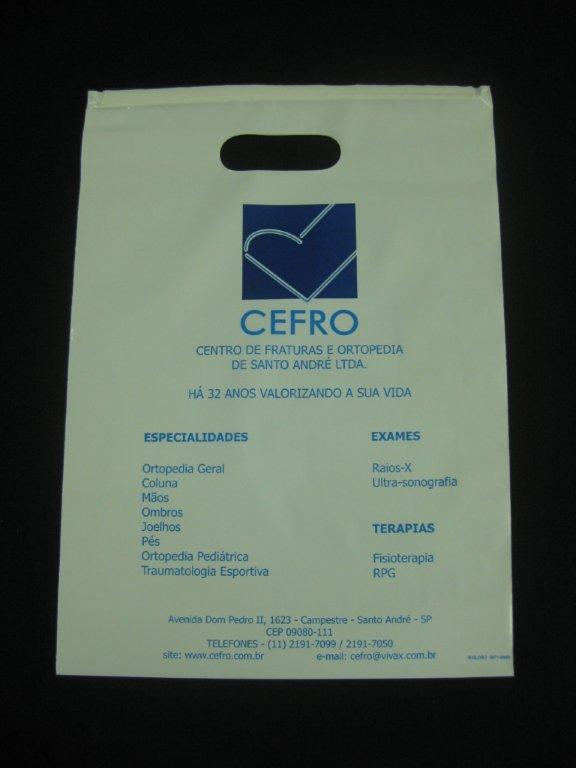 CEFRO
CENTRO DE FRATURAS E ORTOPEDIA
DE SANTO ANDRÉ LTDA.
HÁ 32 ANOS VALORIZANDO A SUA VIDA
ESPECIALIDADES
Ortopedia Geral
Coluna
Mãos
Ombros
Joelhos
Pés
Ortopedia Pediátrica
Traumatologia Esportiva
EXAMES
Raios-X
Ultra-sonografia
TERAPIAS
Fisioterapia
RPG
Avenida Dom Pedro II, 1623 - Campestre - Santo André - SP
CEP 09080-111
TELEFONES - (11) 2191-7099 / 2191-7050
site: www.cefro.com.br e-mail: cefro@vivax.com.br